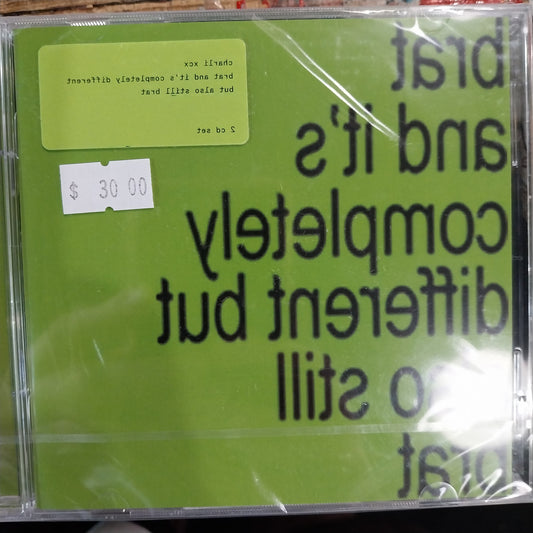 charli xcx
brat and it's completely different
but also still brat
2 cd set
$ 30.00
brat
and it's
completely
different but
so still
brat